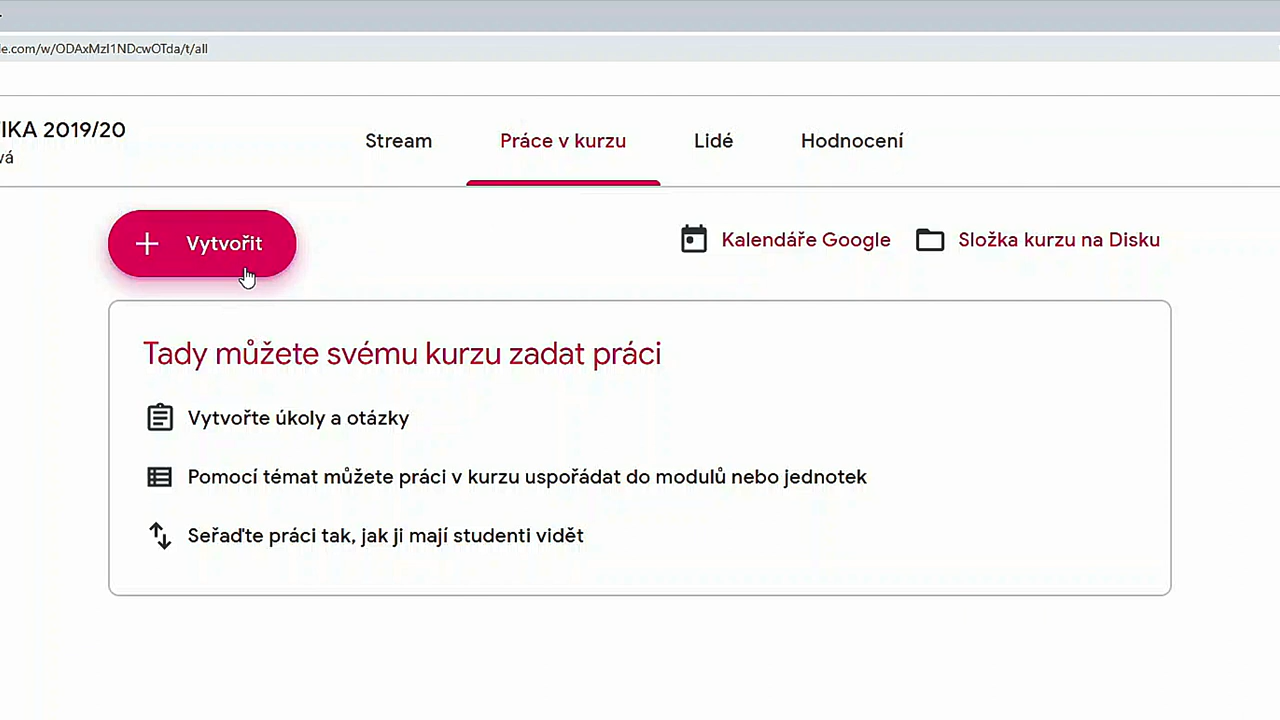 le.com/w/ODAxMzI1NDcwOTda/t/all
IKA 2019/20
vá
Stream
Práce v kurzu
Lidé
Hodnocení
Vytvořit
Kalendáře Google
Složka kurzu na Disku
Tady můžete svému kurzu zadat práci
Vytvořte úkoly a otázky
Pomocí témat můžete práci v kurzu uspořádat do modulů nebo jednotek
Seřaďte práci tak, jak ji mají studenti vidět